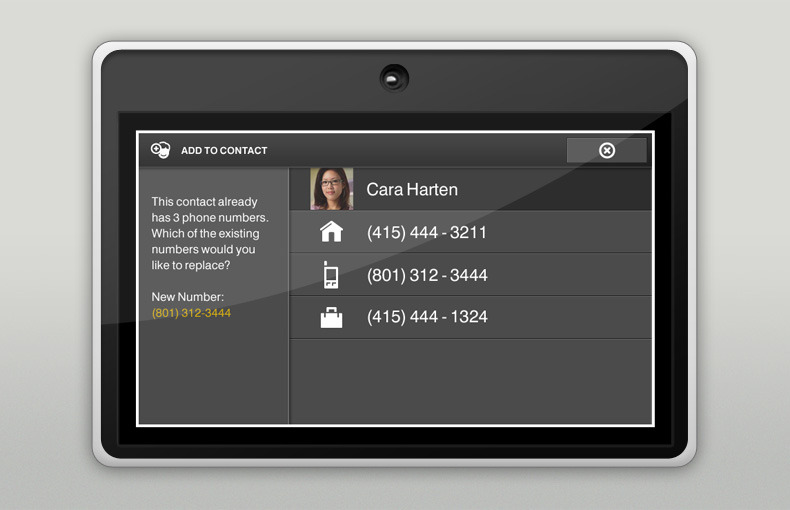 ADD TO CONTACT
This contact already
has 3 phone numbers.
Which of the existing
numbers would you
like to replace?
New Number:
(801) 312-3444
Cara Harten
(415) 444 - 3211
(801) 312 - 3444
(415) 444 - 1324